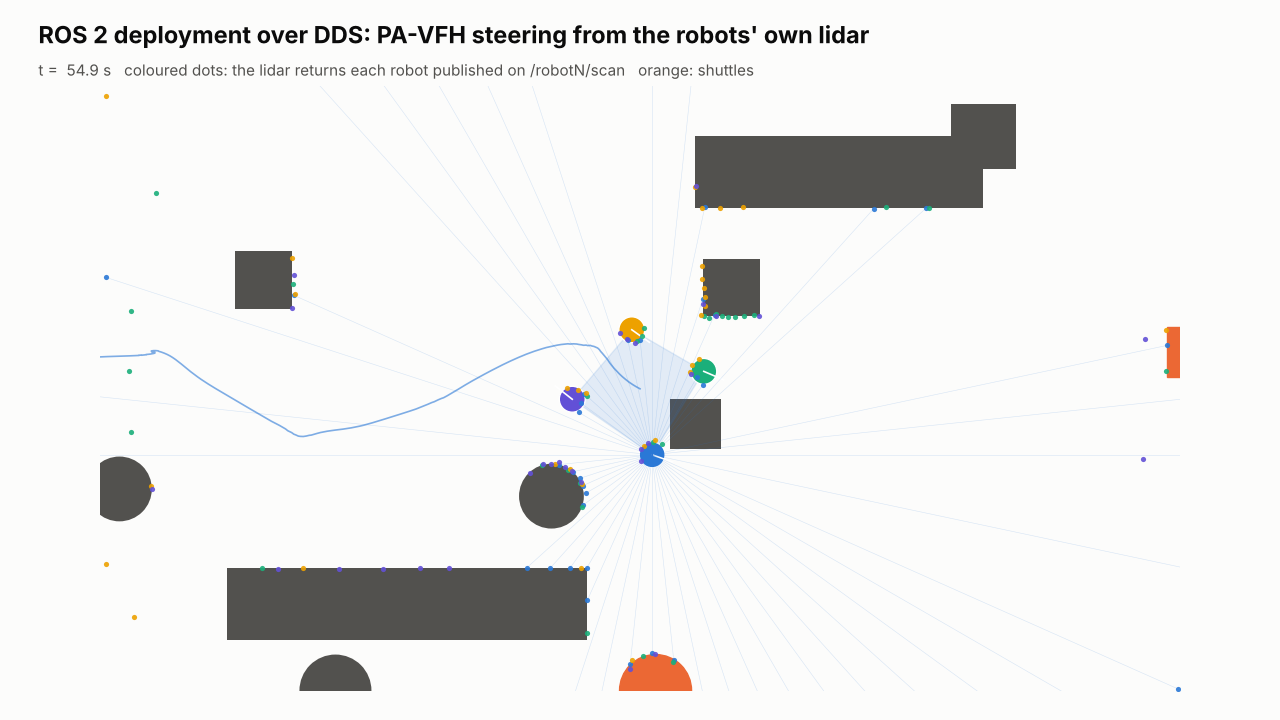 ROS 2 deployment over DDS: PA-VFH steering from the robots' own lidar
t =  54.9 s   coloured dots: the lidar returns each robot published on /robotN/scan   orange: shuttles